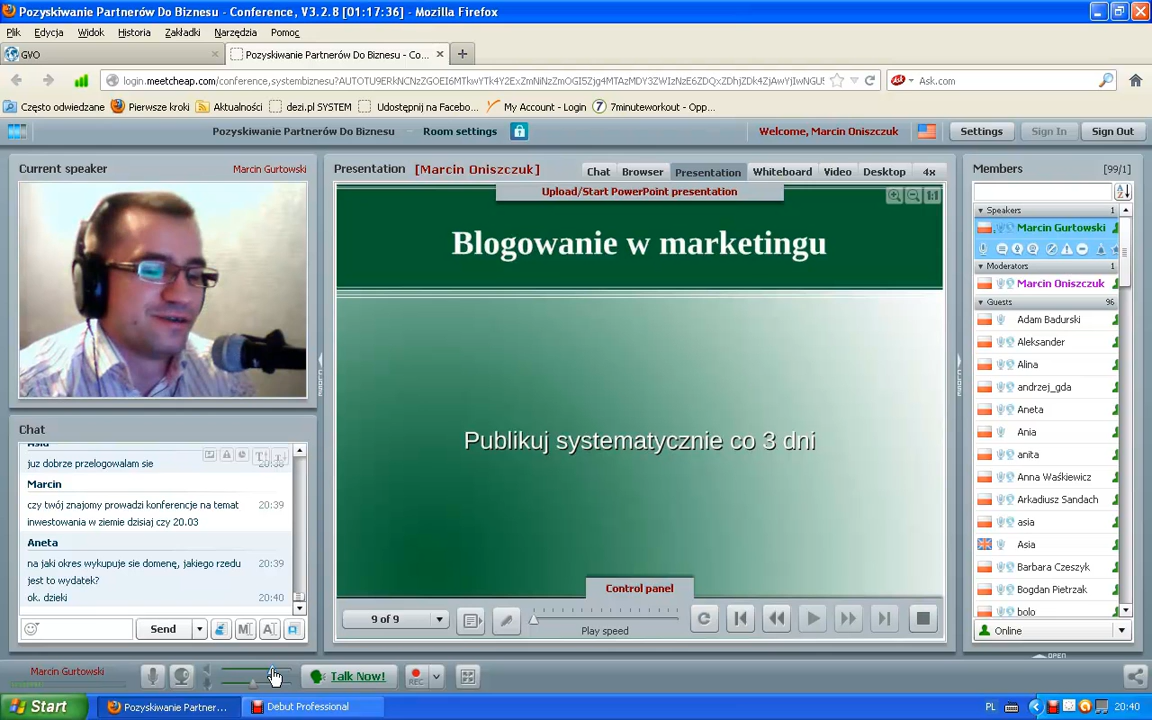 Pozyskiwanie Partnerów Do Biznesu - Conference, V3.2.8 [01:17:36] - Mozilla Firefox
Plik Edycja Widok Historia Zakładki Narzędzia Pomoc
GVO
Pozyskiwanie Partnerów Do Biznesu - Co...
Ask.com
Często odwiedzane Pierwsze kroki Aktualności dezi.pl SYSTEM Udostępnij na Facebo... My Account - Login 7minuteworkout - Opp...
Pozyskiwanie Partnerów Do Biznesu Room settings Welcome, Marcin Oniszczuk Settings Sign In Sign Out
Current speaker Marcin Gurtowski
Presentation [Marcin Oniszczuk] Chat Browser Presentation Whiteboard Video Desktop 4x
Upload/Start PowerPoint presentation
Blogowanie w marketingu
Publikuj systematycznie co 3 dni
Control panel
9 of 9
Play speed
Members [99/1]
Speakers 1
Marcin Gurtowski
Moderators 1
Marcin Oniszczuk
Guests 96
Adam Badurski
Aleksander
Alina
andrzej_gda
Aneta
Ania
anita
Anna Waśkiewicz
Arkadiusz Sandach
asia
Asia
Barbara Czeszyk
Bogdan Pietrzak
bolo
Online
OPEN
Chat
juz dobrze przelogowalam sie
Marcin
czy twój znajomy prowadzi konferencje na temat 20:39
inwestowania w ziemie dzisiaj czy 20.03
Aneta
na jaki okres wykupuje sie domenę, jakiego rzedu 20:39
jest to wydatek?
ok. dzieki 20:40
Send
Marcin Gurtowski
Talk Now!
REC
Start Pozyskiwanie Partner... Debut Professional PL 20:40